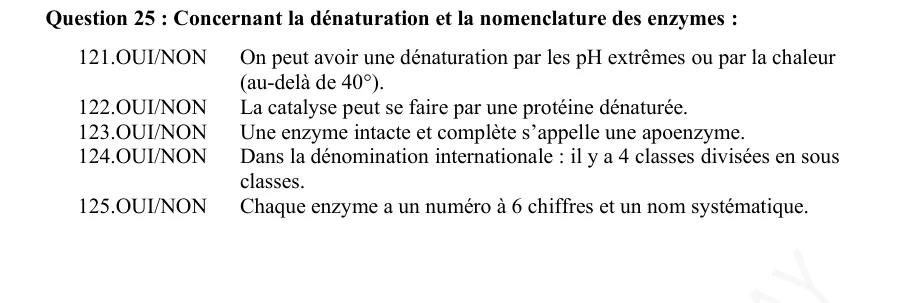 Question 25 : Concernant la dénaturation et la nomenclature des enzymes :
121.OUI/NON On peut avoir une dénaturation par les pH extrêmes ou par la chaleur
(au-delà de 40°).
122.OUI/NON La catalyse peut se faire par une protéine dénaturée.
123.OUI/NON Une enzyme intacte et complète s’appelle une apoenzyme.
124.OUI/NON Dans la dénomination internationale : il y a 4 classes divisées en sous
classes.
125.OUI/NON Chaque enzyme a un numéro à 6 chiffres et un nom systématique.